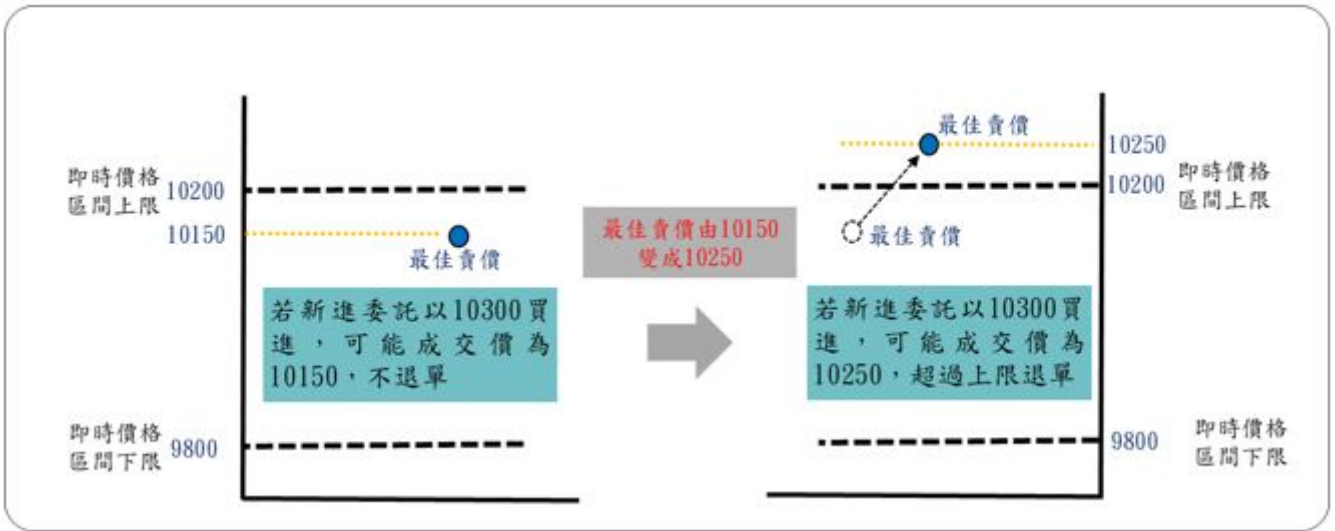 即時價格
區間上限
10200
10150
最佳賣價
若新進委託以10300買
進，可能成交價為
10150，不退單
即時價格
區間下限
9800
最佳賣價由10150
變成10250
最佳賣價
10250
10200
即時價格
區間上限
最佳賣價
若新進委託以10300買
進，可能成交價為
10250，超過上限退單
9800
即時價格
區間下限